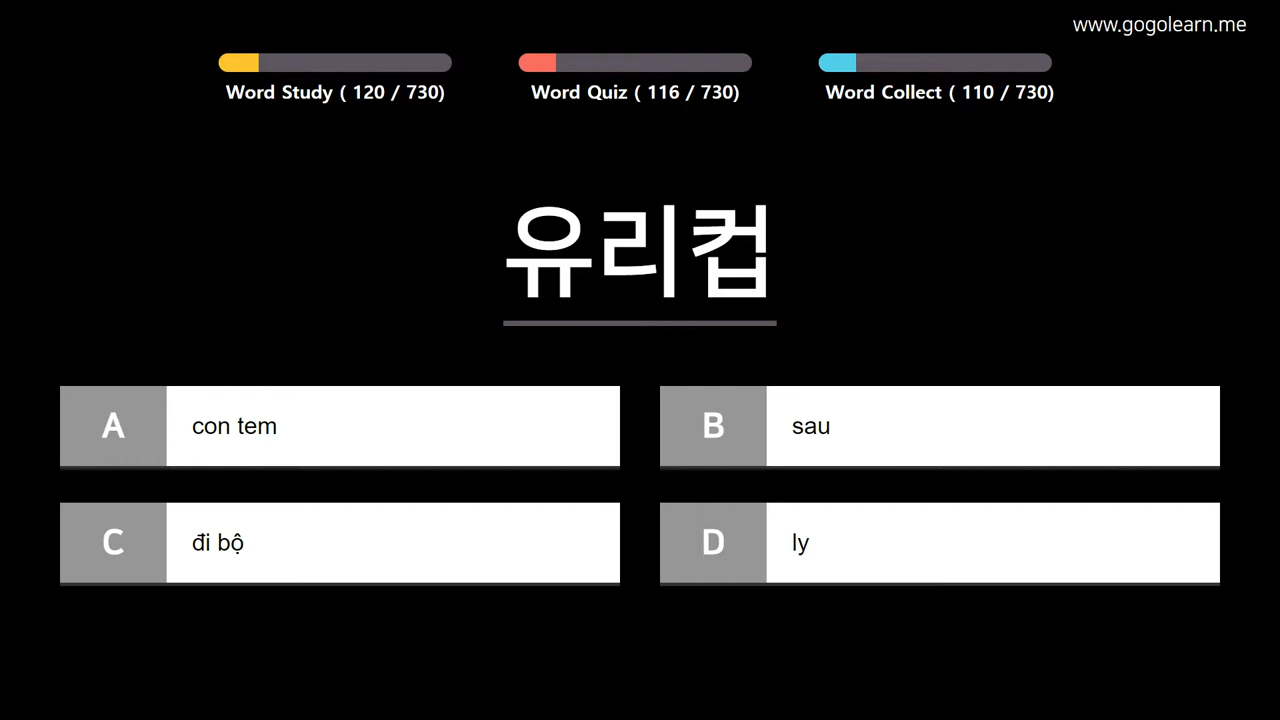 www.gogolearn.me
Word Study ( 120 / 730)
Word Quiz ( 116 / 730)
Word Collect ( 110 / 730)
유리컵
A con tem
B sau
C đi bộ
D ly